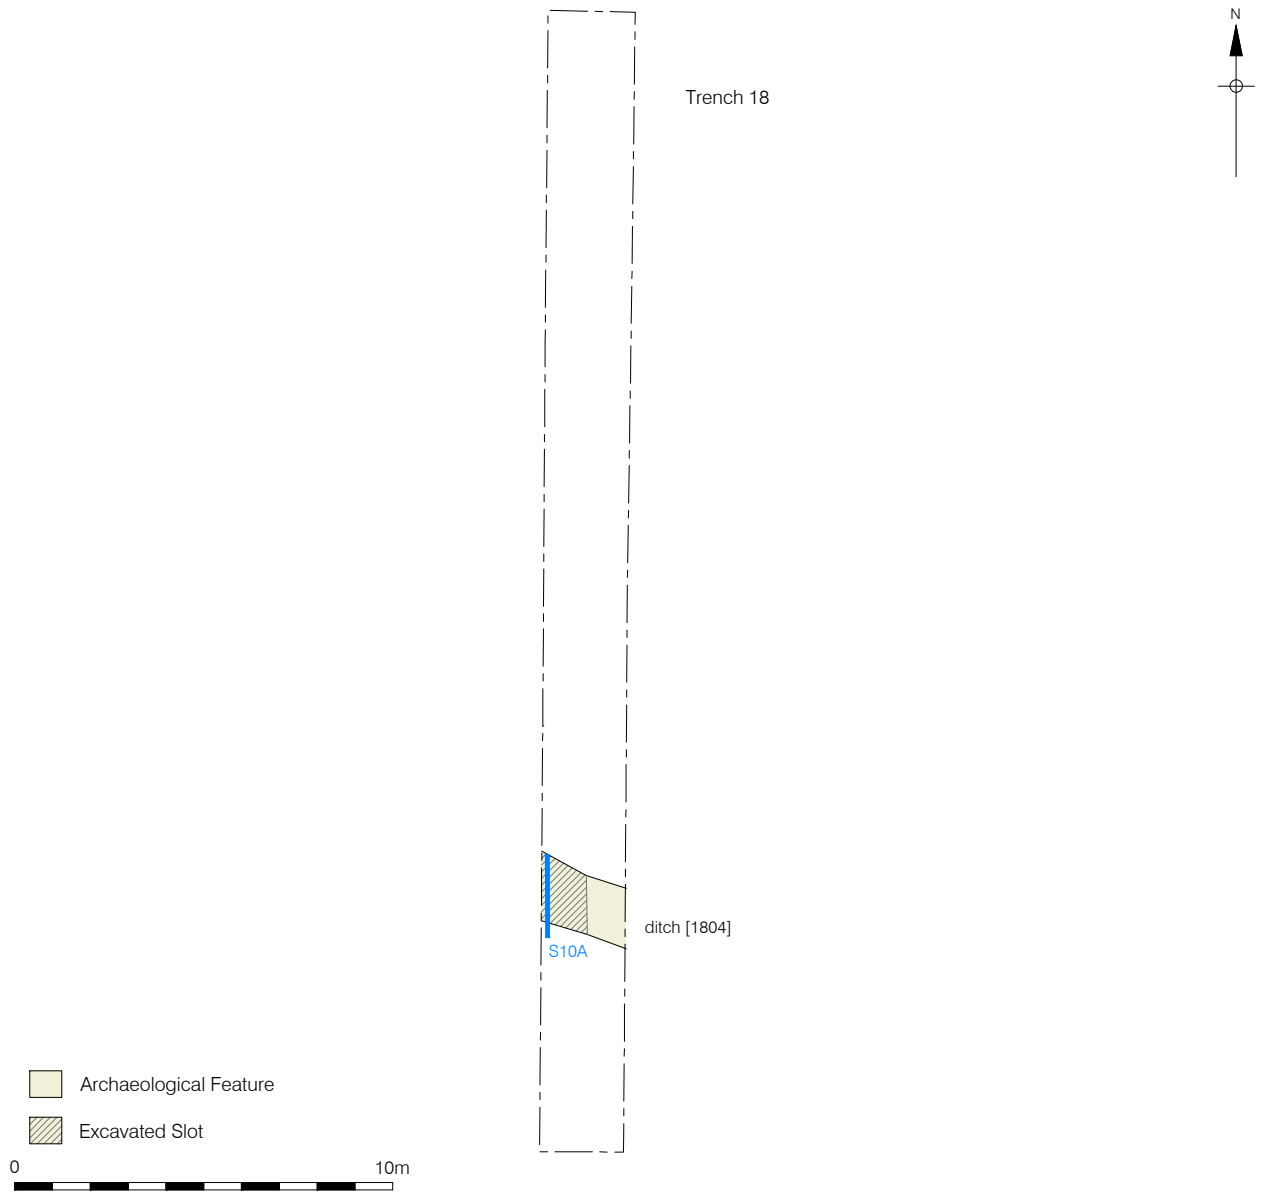 N
Trench 18
ditch [1804]
S10A
Archaeological Feature
Excavated Slot
0 10m